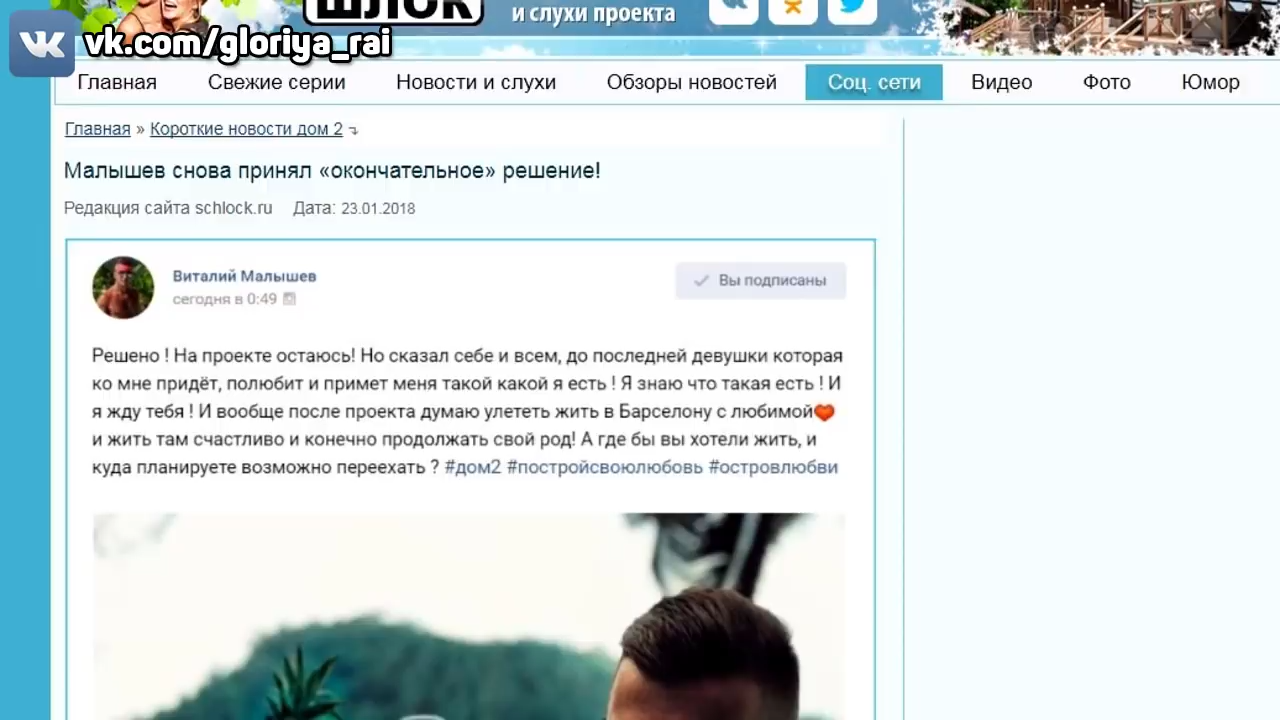 ШЛОК
и слухи проекта
vk.com/gloriya_rai
Главная Свежие серии Новости и слухи Обзоры новостей Соц. сети Видео Фото Юмор
Главная » Короткие новости дом 2
Малышев снова принял «окончательное» решение!
Редакция сайта schlock.ru Дата: 23.01.2018
Виталий Малышев
Вы подписаны
сегодня в 0:49
Решено ! На проекте остаюсь! Но сказал себе и всем, до последней девушки которая
ко мне придёт, полюбит и примет меня такой какой я есть ! Я знаю что такая есть ! И
я жду тебя ! И вообще после проекта думаю улететь жить в Барселону с любимой❤
и жить там счастливо и конечно продолжать свой род! А где бы вы хотели жить, и
куда планируете возможно переехать ? #дом2 #постройсвоюлюбовь #островлюбви